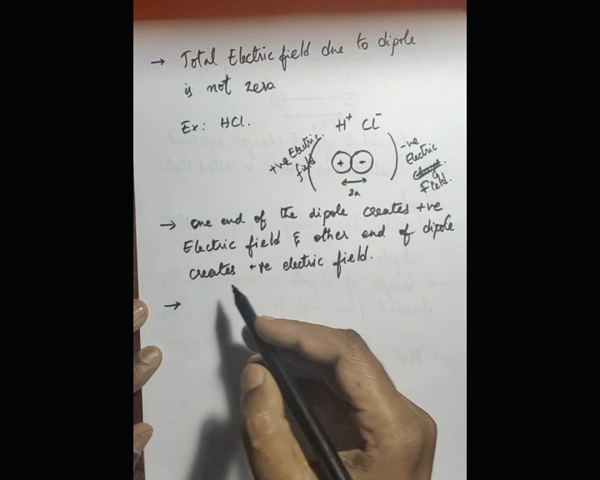 → Total Electric field due to dipole
is not zero
Ex: HCl.
H⁺ Cl⁻
+ve Electric
field
+ -
2a
-ve
Electric
Field.
→ one end of the dipole creates +ve
Electric field & other end of dipole
creates -ve electric field.
→